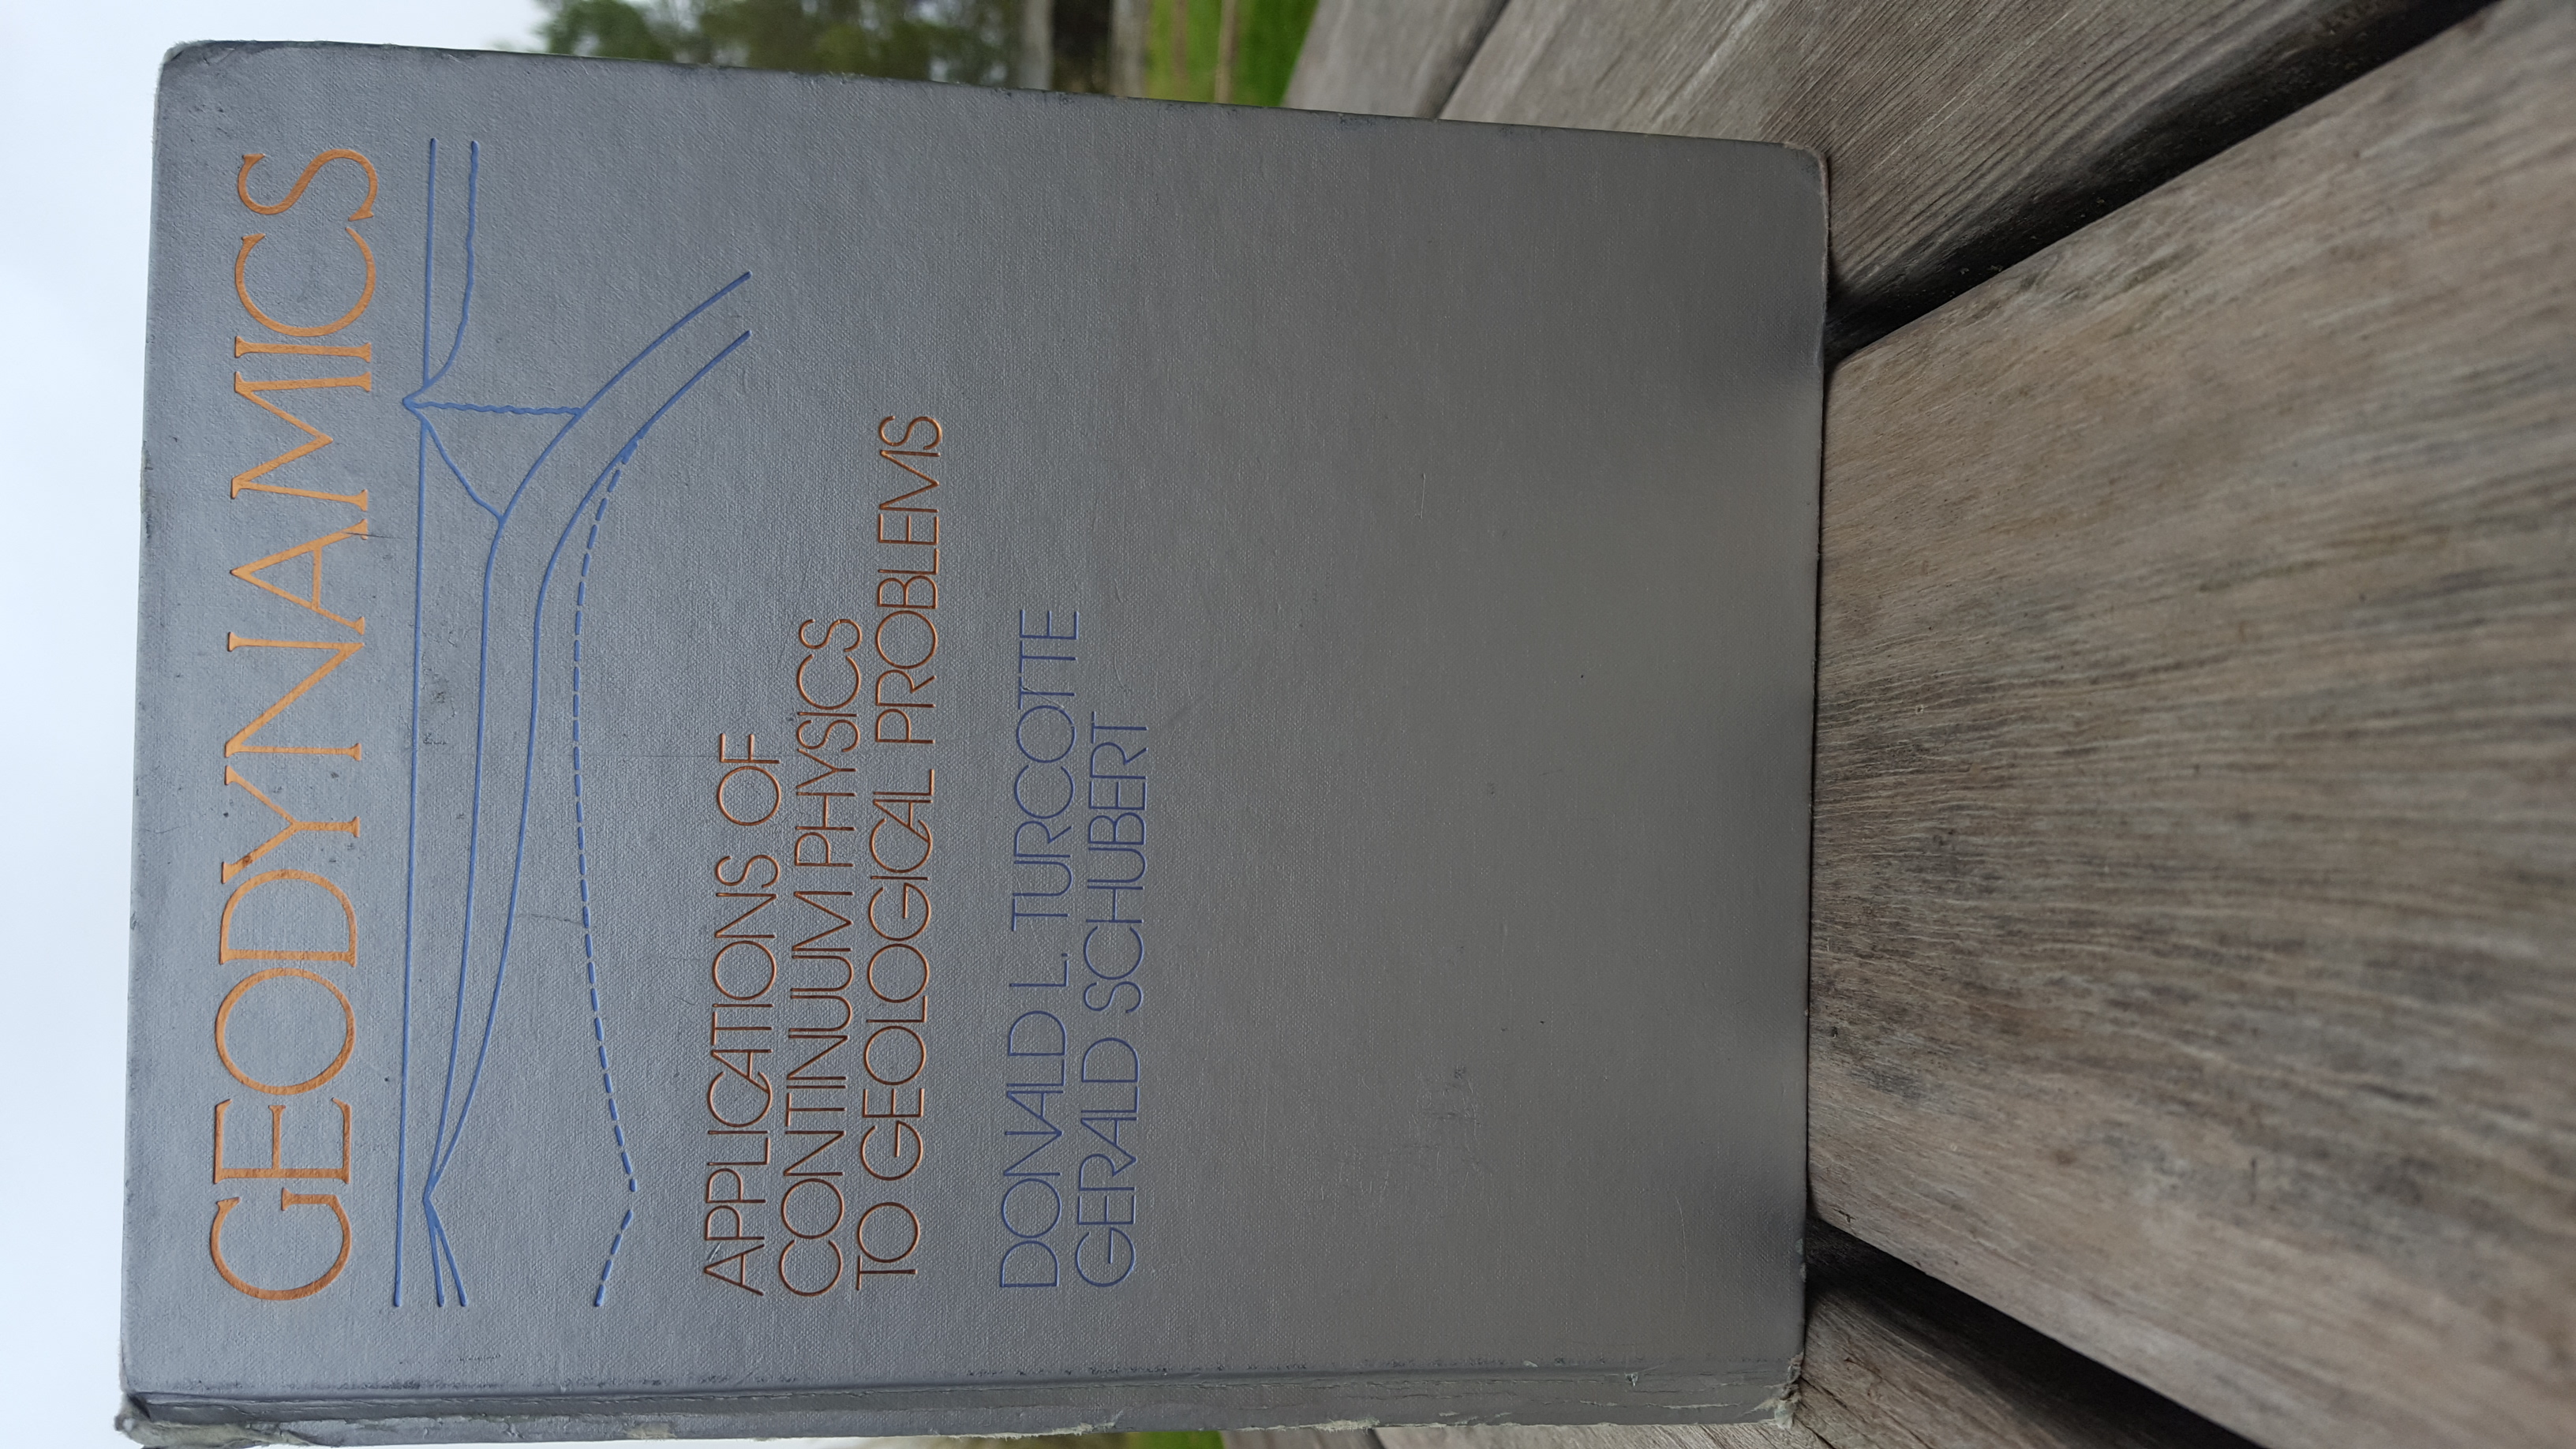 GEODYNAMICS
APPLICATIONS OF
CONTINUUM PHYSICS
TO GEOLOGICAL PROBLEMS
DONALD L. TURCOTTE
GERALD SCHUBERT